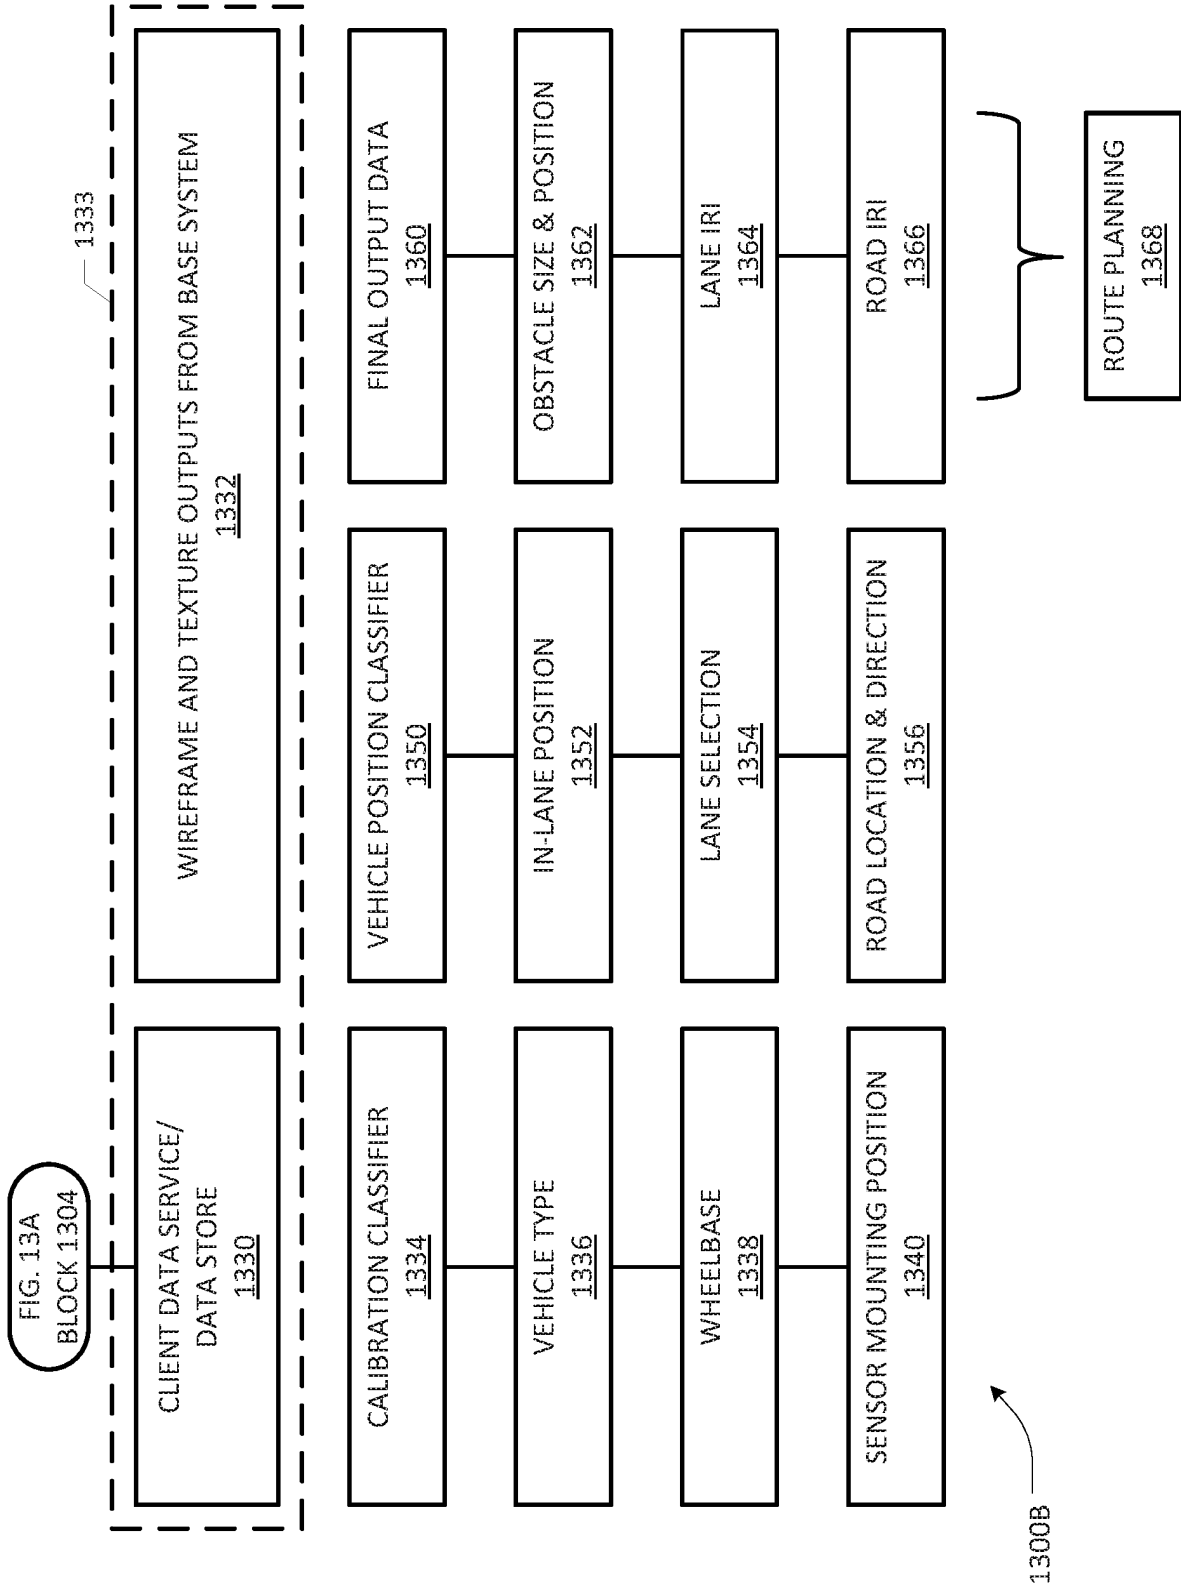 FIG. 13A
BLOCK 1304
1333
CLIENT DATA SERVICE/
DATA STORE
1330
WIREFRAME AND TEXTURE OUTPUTS FROM BASE SYSTEM
1332
CALIBRATION CLASSIFIER
1334
VEHICLE TYPE
1336
WHEELBASE
1338
SENSOR MOUNTING POSITION
1340
VEHICLE POSITION CLASSIFIER
1350
IN-LANE POSITION
1352
LANE SELECTION
1354
ROAD LOCATION & DIRECTION
1356
FINAL OUTPUT DATA
1360
OBSTACLE SIZE & POSITION
1362
LANE IRI
1364
ROAD IRI
1366
ROUTE PLANNING
1368
1300B